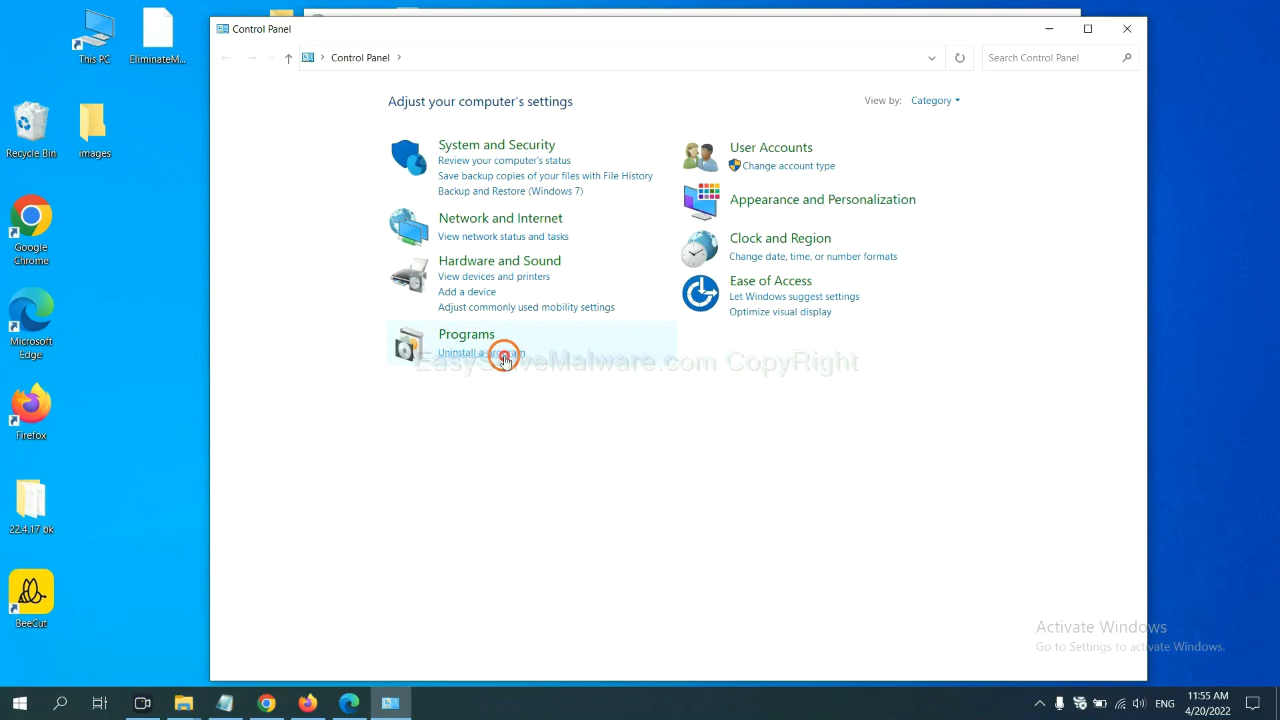 This PC
EliminateM...
Recycle Bin
images
Google
Chrome
Microsoft
Edge
Firefox
22.4.17 bk
BeeCut
Control Panel
Control Panel
Search Control Panel
Adjust your computer's settings
View by: Category
System and Security
Review your computer's status
Save backup copies of your files with File History
Backup and Restore (Windows 7)
Network and Internet
View network status and tasks
Hardware and Sound
View devices and printers
Add a device
Adjust commonly used mobility settings
Programs
Uninstall a program
User Accounts
Change account type
Appearance and Personalization
Clock and Region
Change date, time, or number formats
Ease of Access
Let Windows suggest settings
Optimize visual display
EasySolveMalware.com CopyRight
Activate Windows
Go to Settings to activate Windows.
ENG
11:55 AM
4/20/2022